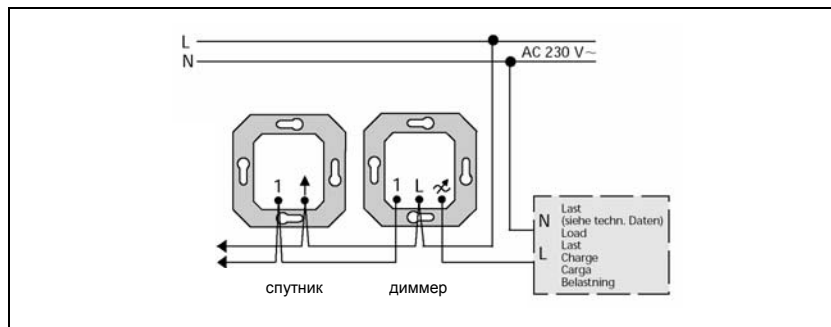 L
N
AC 230 V~
1
1 L
N
L
Last
(siehe techn. Daten)
Load
Last
Charge
Carga
Belastning
спутник
диммер